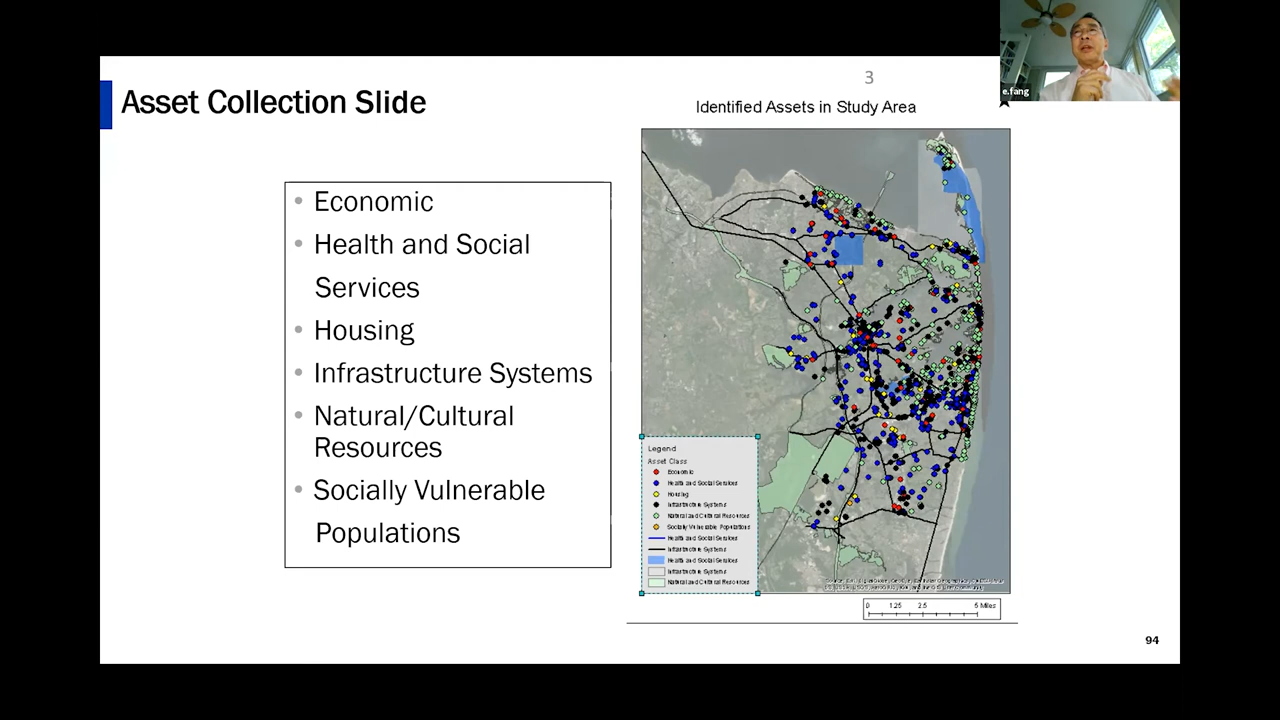 e.fang
3
Asset Collection Slide
Identified Assets in Study Area
• Economic
• Health and Social
Services
• Housing
• Infrastructure Systems
• Natural/Cultural
Resources
• Socially Vulnerable
Populations
Legend
Asset Class
Economic
Health and Social Services
Housing
Infrastructure Systems
Natural and Cultural Resources
Socially Vulnerable Populations
Health and Social Services
Infrastructure Systems
Health and Social Services
Infrastructure Systems
Natural and Cultural Resources
0 1.25 2.5 5 Miles
94